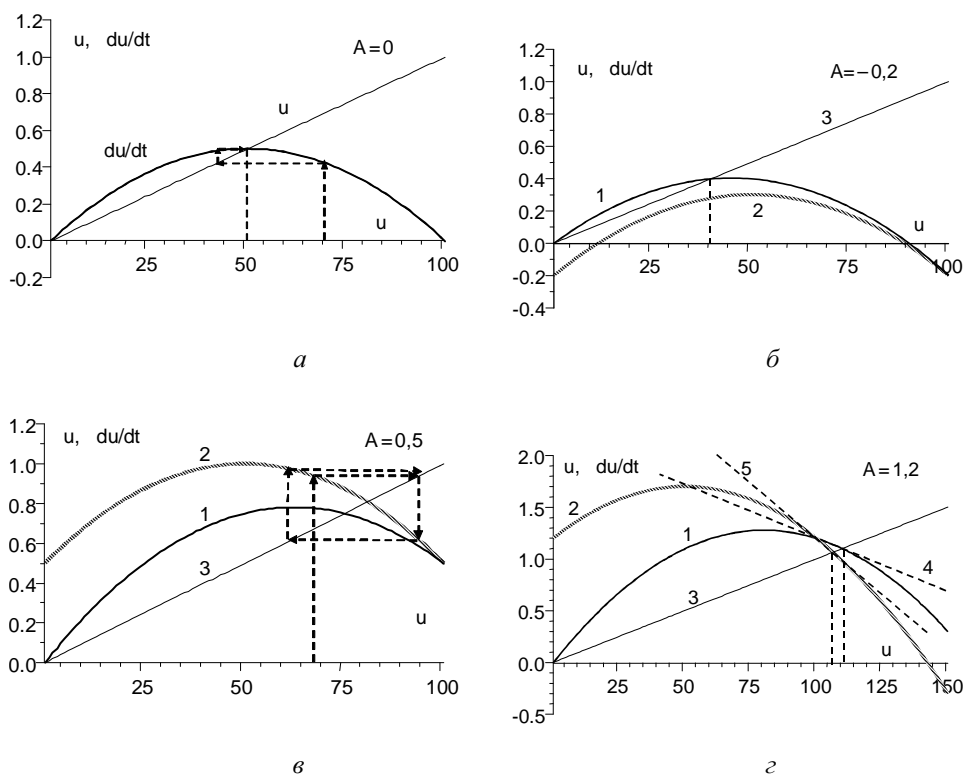 1.2
u, du/dt
A=0
1.0
0.8
u
0.6
du/dt
0.4
0.2
u
0.0
25 50 75 100
-0.2
а
1.2
u, du/dt
A=−0,2
1.0
0.8
3
0.6
0.4
1
2
u
0.2
0.0
25 50 75 100
-0.2
-0.4
б
1.2
u, du/dt
A=0,5
2
1.0
0.8
1
0.6
3
0.4
u
0.2
0.0
25 50 75 100
в
2.0
u, du/dt
5
A=1,2
2
1.5
1
1.0
4
3
0.5
u
0.0
25 50 75 100 125 150
-0.5
г